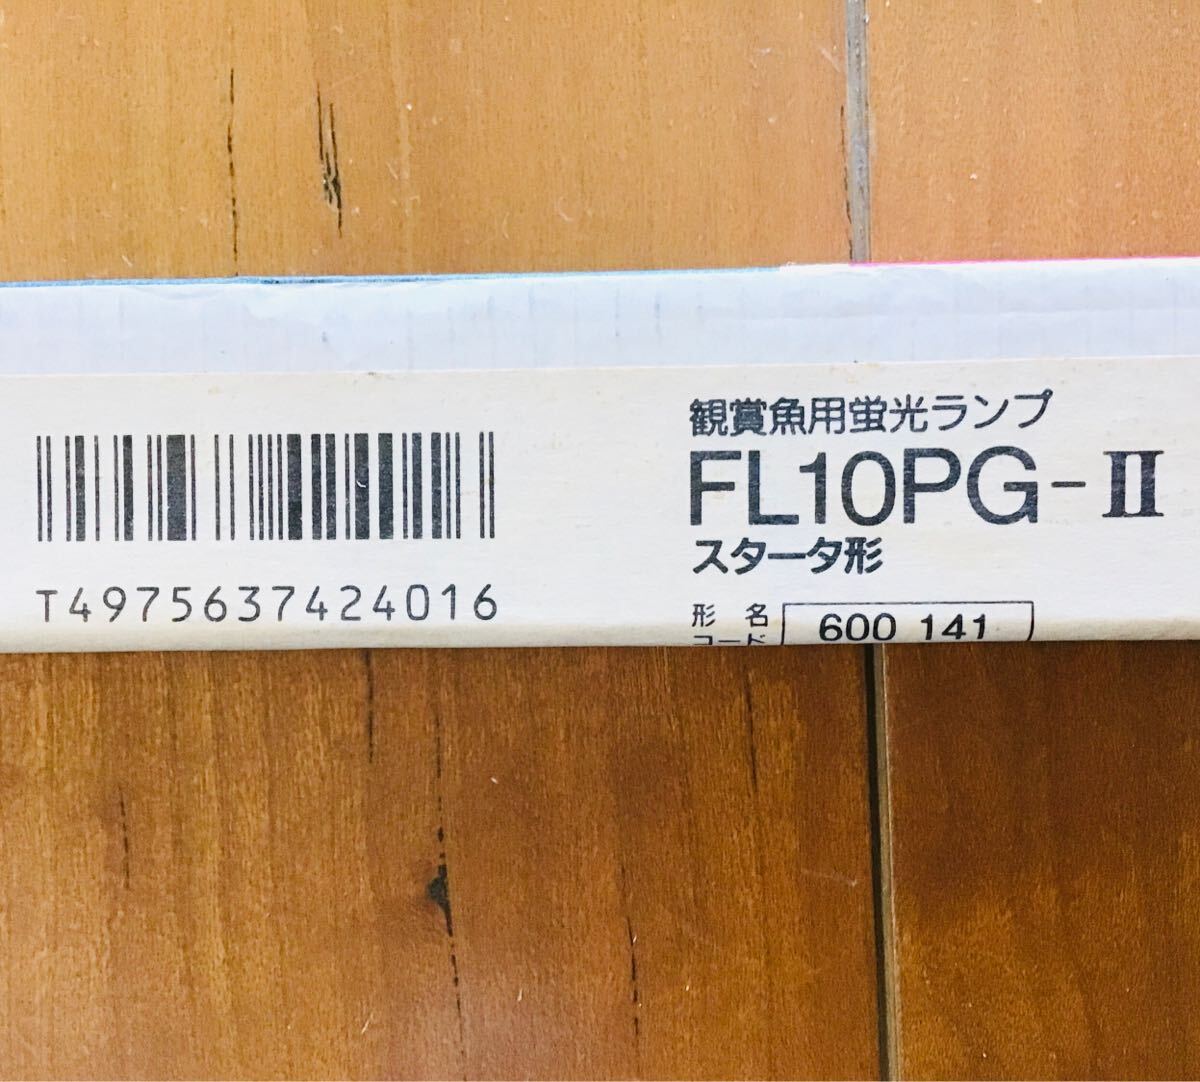 T4975637424016
観賞魚用蛍光ランプ
FL10PG-II
スタータ形
形名
コード
600 141